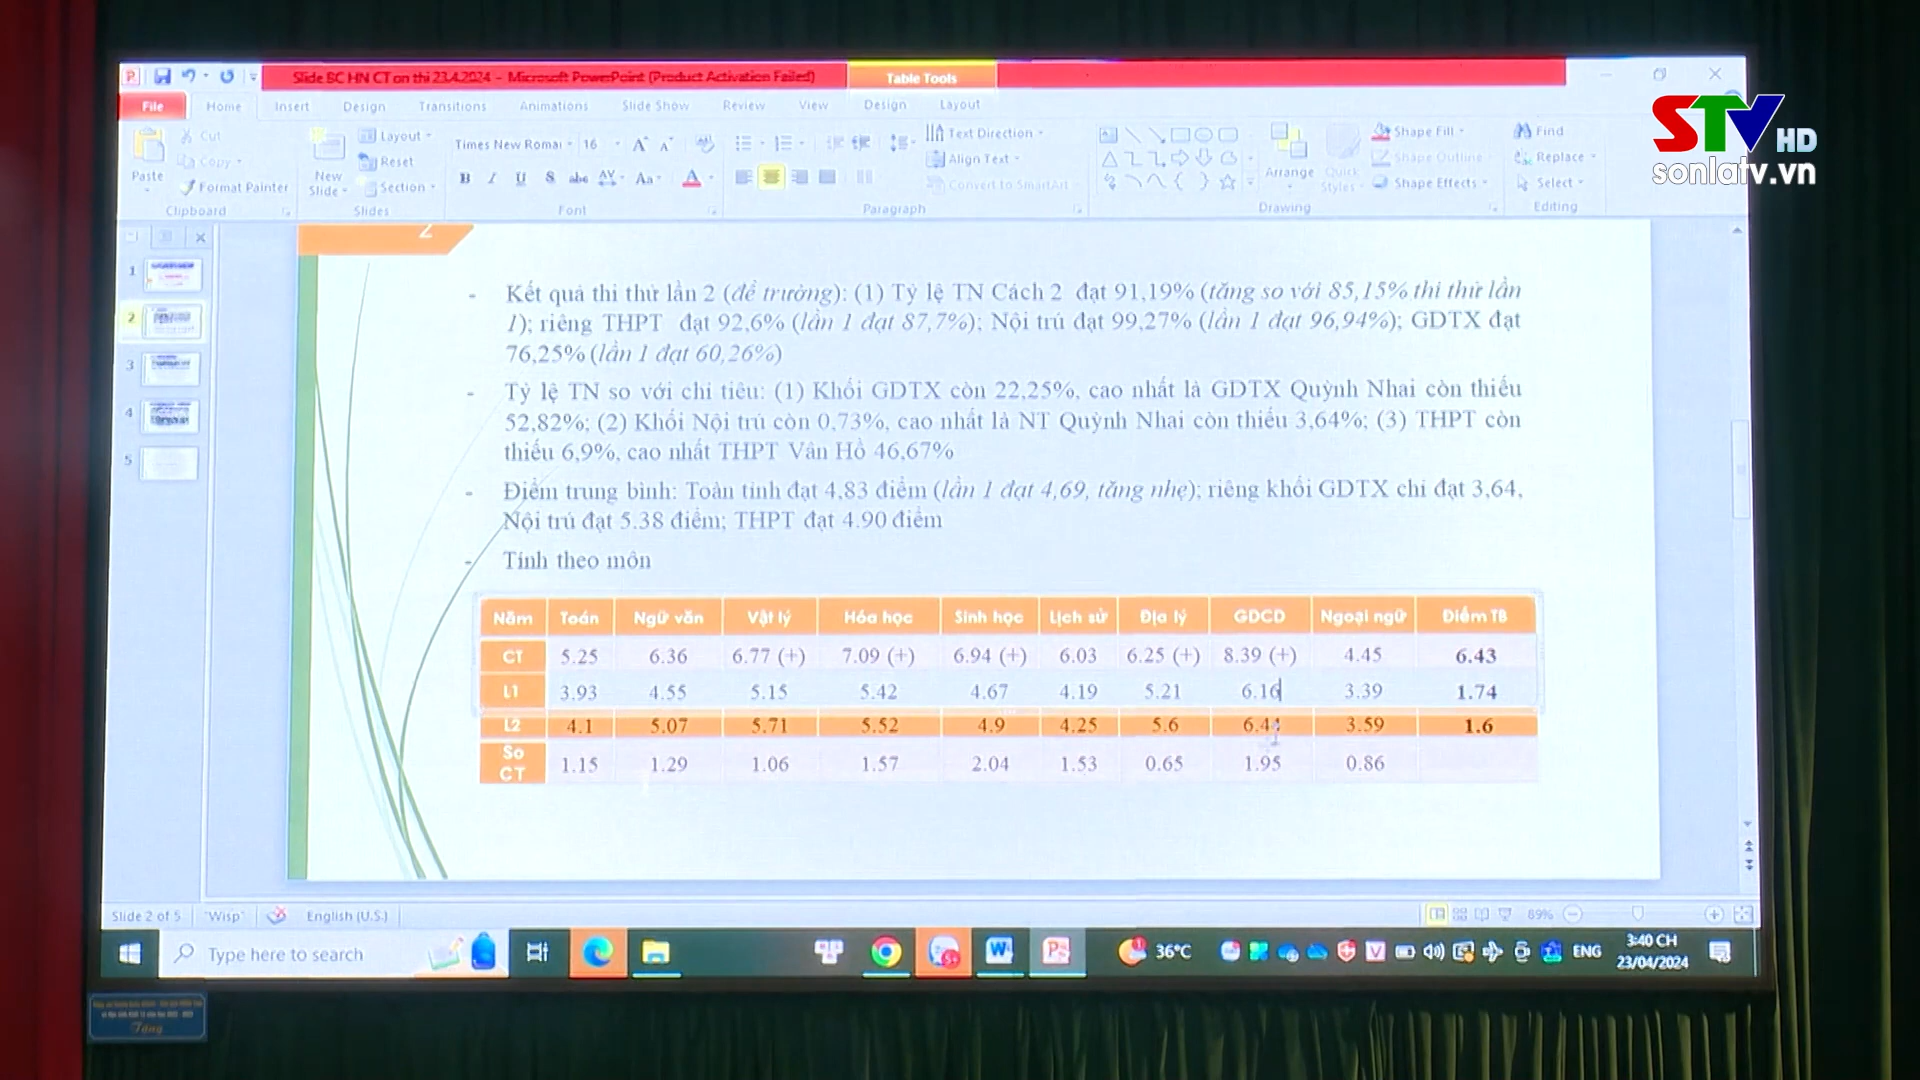 Slide BC HN CT on thi 23.4.2024 - Microsoft PowerPoint (Product Activation Failed)
Table Tools
File Home Insert Design Transitions Animations Slide Show Review View Design Layout
STV HD
sonlatv.vn
Cut
Copy
Format Painter
Paste
Clipboard
New Slide
Layout
Reset
Section
Slides
Times New Roman 16
Font
Text Direction
Align Text
Convert to SmartArt
Paragraph
Arrange
Quick Styles
Shape Fill
Shape Outline
Shape Effects
Drawing
Find
Replace
Select
Editing
1
2
3
4
5
2
- Kết quả thi thử lần 2 (đề trường): (1) Tỷ lệ TN Cách 2 đạt 91,19% (tăng so với 85,15% thi thử lần
1); riêng THPT đạt 92,6% (lần 1 đạt 87,7%); Nội trú đạt 99,27% (lần 1 đạt 96,94%); GDTX đạt
76,25% (lần 1 đạt 60,26%)
- Tỷ lệ TN so với chỉ tiêu: (1) Khối GDTX còn 22,25%, cao nhất là GDTX Quỳnh Nhai còn thiếu
52,82%; (2) Khối Nội trú còn 0,73%, cao nhất là NT Quỳnh Nhai còn thiếu 3,64%; (3) THPT còn
thiếu 6,9%, cao nhất THPT Vân Hồ 46,67%
- Điểm trung bình: Toàn tỉnh đạt 4,83 điểm (lần 1 đạt 4,69, tăng nhẹ); riêng khối GDTX chỉ đạt 3,64,
Nội trú đạt 5.38 điểm; THPT đạt 4.90 điểm
- Tính theo môn
Năm Toán Ngữ văn Vật lý Hóa học Sinh học Lịch sử Địa lý GDCD Ngoại ngữ Điểm TB
CT 5.25 6.36 6.77 (+) 7.09 (+) 6.94 (+) 6.03 6.25 (+) 8.39 (+) 4.45 6.43
L1 3.93 4.55 5.15 5.42 4.67 4.19 5.21 6.16 3.39 1.74
L2 4.1 5.07 5.71 5.52 4.9 4.25 5.6 6.44 3.59 1.6
So CT 1.15 1.29 1.06 1.57 2.04 1.53 0.65 1.95 0.86
Slide 2 of 5 "Wisp" English (U.S.) 89%
Type here to search
36°C
ENG
3:40 CH
23/04/2024
Tặng